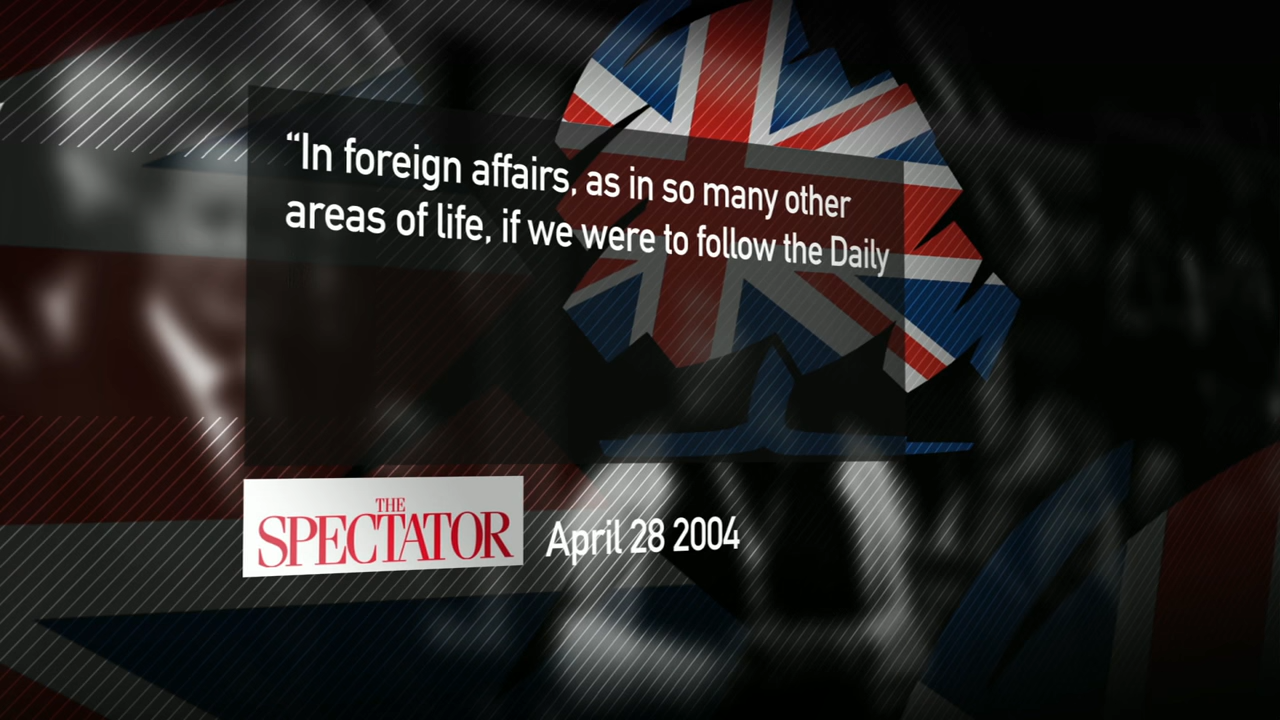 “In foreign affairs, as in so many other
areas of life, if we were to follow the Daily
THE
SPECTATOR
April 28 2004